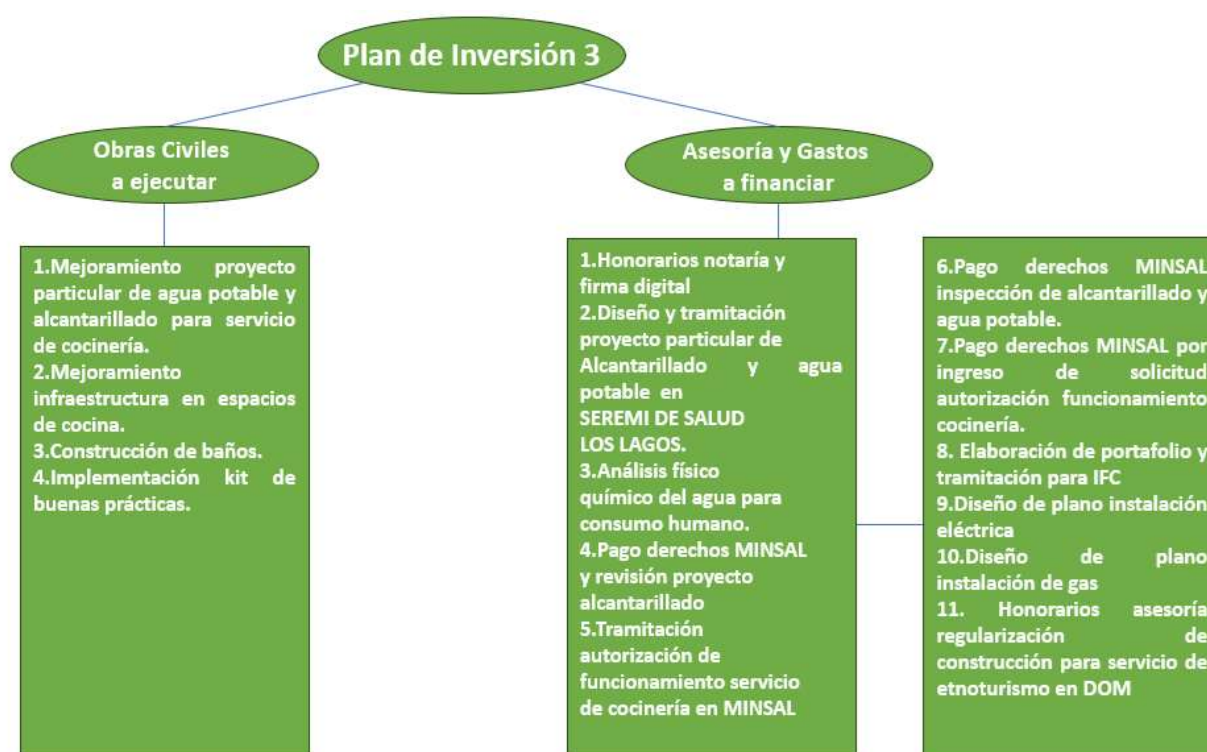 Plan de Inversión 3
Obras Civiles
a ejecutar
Asesoría y Gastos
a financiar
1.Mejoramiento proyecto
particular de agua potable y
alcantarillado para servicio
de cocinería.
2.Mejoramiento
infraestructura en espacios
de cocina.
3.Construcción de baños.
4.Implementación kit de
buenas prácticas.
1.Honorarios notaría y
firma digital
2.Diseño y tramitación
proyecto particular de
Alcantarillado y agua
potable en
SEREMI DE SALUD
LOS LAGOS.
3.Análisis físico
químico del agua para
consumo humano.
4.Pago derechos MINSAL
y revisión proyecto
alcantarillado
5.Tramitación
autorización de
funcionamiento servicio
de cocinería en MINSAL
6.Pago derechos MINSAL
inspección de alcantarillado y
agua potable.
7.Pago derechos MINSAL por
ingreso de solicitud
autorización funcionamiento
cocinería.
8. Elaboración de portafolio y
tramitación para IFC
9.Diseño de plano instalación
eléctrica
10.Diseño de plano
instalación de gas
11. Honorarios asesoría
regularización de
construcción para servicio de
etnoturismo en DOM